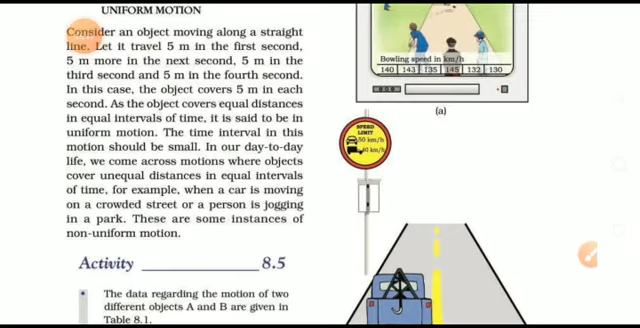 UNIFORM MOTION
Consider an object moving along a straight
line. Let it travel 5 m in the first second,
5 m more in the next second, 5 m in the
third second and 5 m in the fourth second.
In this case, the object covers 5 m in each
second. As the object covers equal distances
in equal intervals of time, it is said to be in
uniform motion. The time interval in this
motion should be small. In our day-to-day
life, we come across motions where objects
cover unequal distances in equal intervals
of time, for example, when a car is moving
on a crowded street or a person is jogging
in a park. These are some instances of
non-uniform motion.
Activity 8.5
• The data regarding the motion of two
different objects A and B are given in
Table 8.1.
Bowling speed in km/h
140 143 135 145 132 130
(a)
SPEED
LIMIT
50 km/h
40 km/h